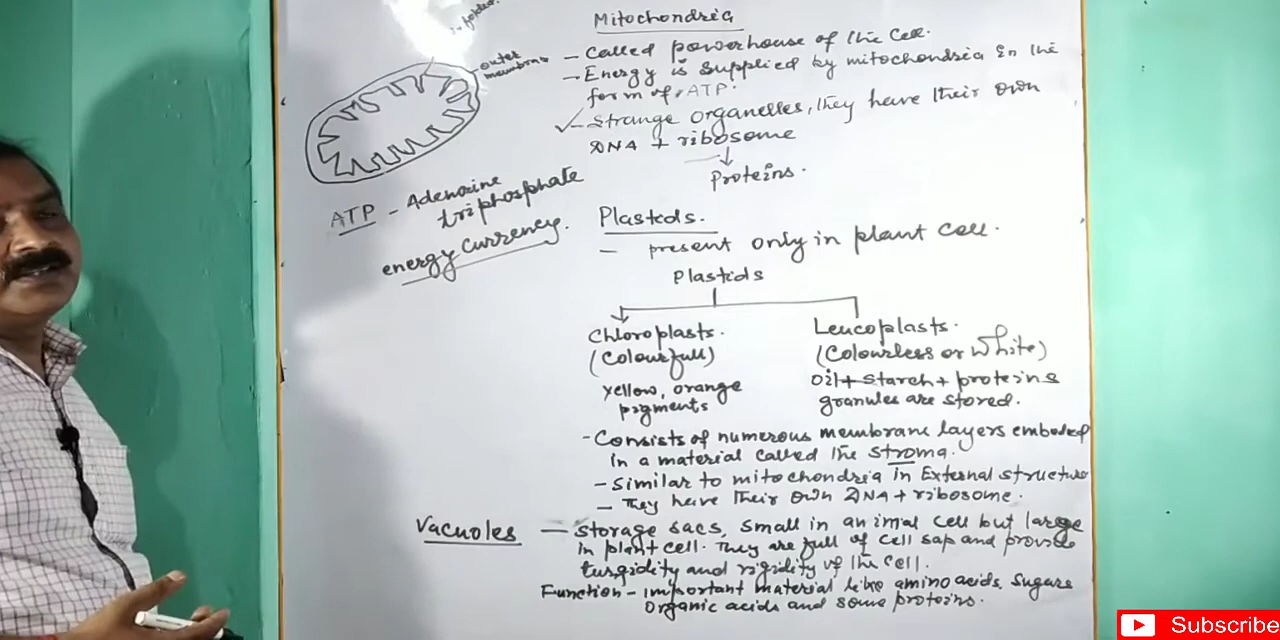 : folded
outer
membrane
Mitochondria
- Called powerhouse of the Cell.
- Energy is supplied by mitochondria in the
form of ATP.
✓- Strange organelles, they have their own
DNA + ribosome
Proteins.
ATP - Adenosine
triphosphate
energy currency.
Plastids.
- present only in plant cell.
Plastids
Chloroplasts.
(Colourfull)
Yellow, orange
pigments
Leucoplasts.
(Colourless or White)
Oil + starch + proteins
granules are stored.
- Consists of numerous membrane layers embeded
in a material called the stroma.
- Similar to mitochondria in External structure
- They have their own DNA + ribosome.
Vacuoles - Storage sacs, small in animal cell but large
in plant cell. They are full of cell sap and provide
turgidity and rigidity of the cell.
Function - important material like amino acids, Sugars
Organic acids and some proteins.
Subscribe